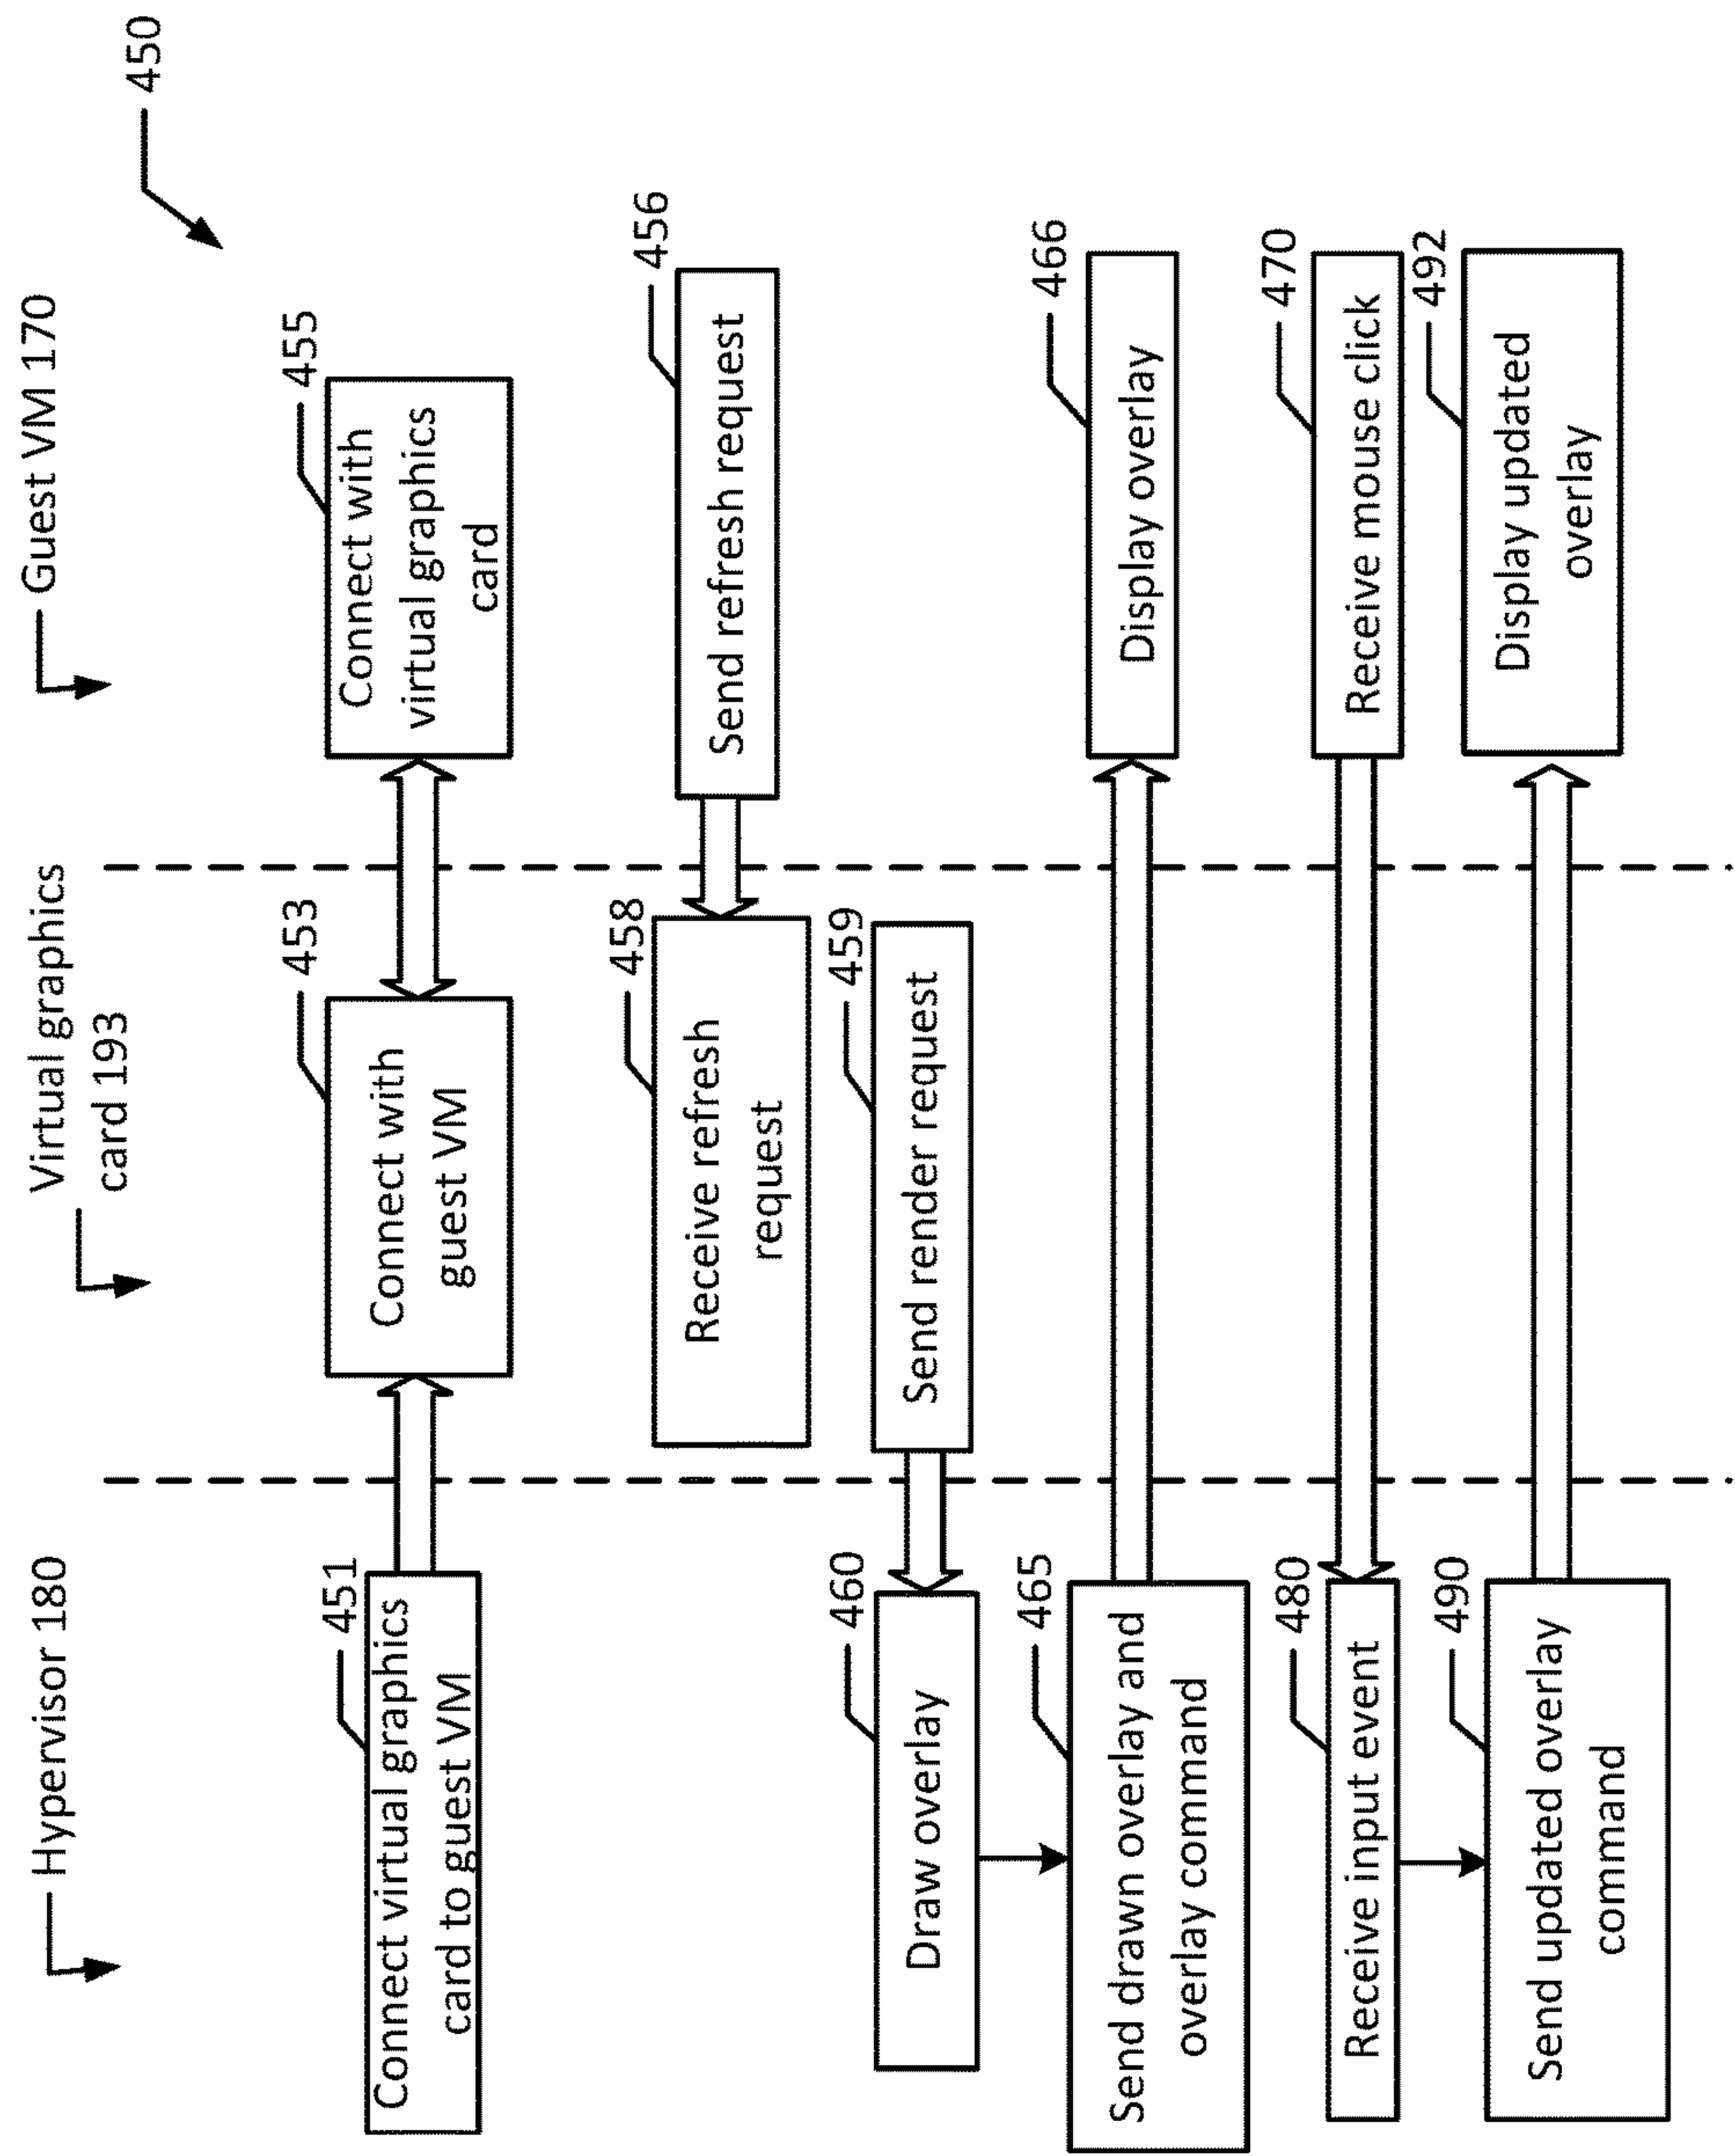 450
Hypervisor 180
Virtual graphics
card 193
Guest VM 170
451
Connect virtual graphics
card to guest VM
453
Connect with
guest VM
455
Connect with
virtual graphics
card
456
Send refresh request
458
Receive refresh
request
459
Send render request
460
Draw overlay
465
Send drawn overlay and
overlay command
466
Display overlay
470
Receive mouse click
480
Receive input event
490
Send updated overlay
command
492
Display updated
overlay